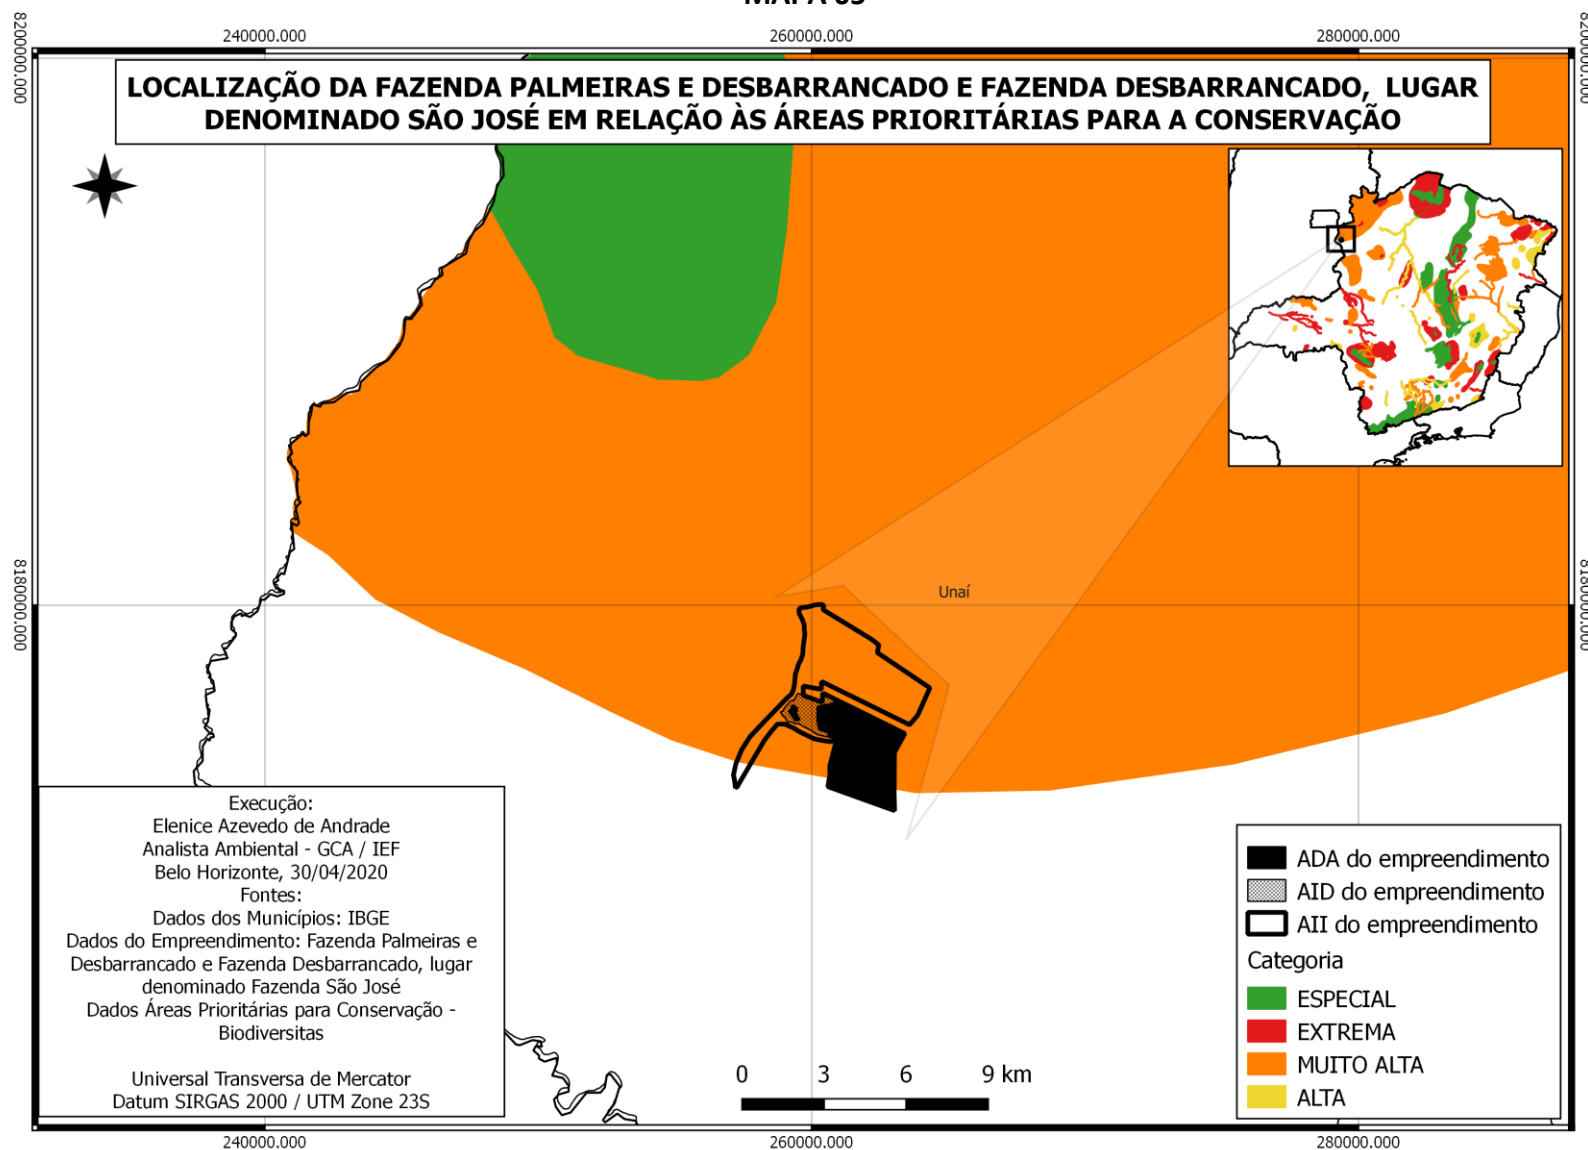 MAPA 03
240000.000
260000.000
280000.000
8200000.000
8200000.000
LOCALIZAÇÃO DA FAZENDA PALMEIRAS E DESBARRANCADO E FAZENDA DESBARRANCADO, LUGAR
DENOMINADO SÃO JOSÉ EM RELAÇÃO ÀS ÁREAS PRIORITÁRIAS PARA A CONSERVAÇÃO
8180000.000
8180000.000
Unaí
Execução:
Elenice Azevedo de Andrade
Analista Ambiental - GCA / IEF
Belo Horizonte, 30/04/2020
Fontes:
Dados dos Municípios: IBGE
Dados do Empreendimento: Fazenda Palmeiras e
Desbarrancado e Fazenda Desbarrancado, lugar
denominado Fazenda São José
Dados Áreas Prioritárias para Conservação -
Biodiversitas
Universal Transversa de Mercator
Datum SIRGAS 2000 / UTM Zone 23S
0 3 6 9 km
ADA do empreendimento
AID do empreendimento
AII do empreendimento
Categoria
ESPECIAL
EXTREMA
MUITO ALTA
ALTA
240000.000
260000.000
280000.000